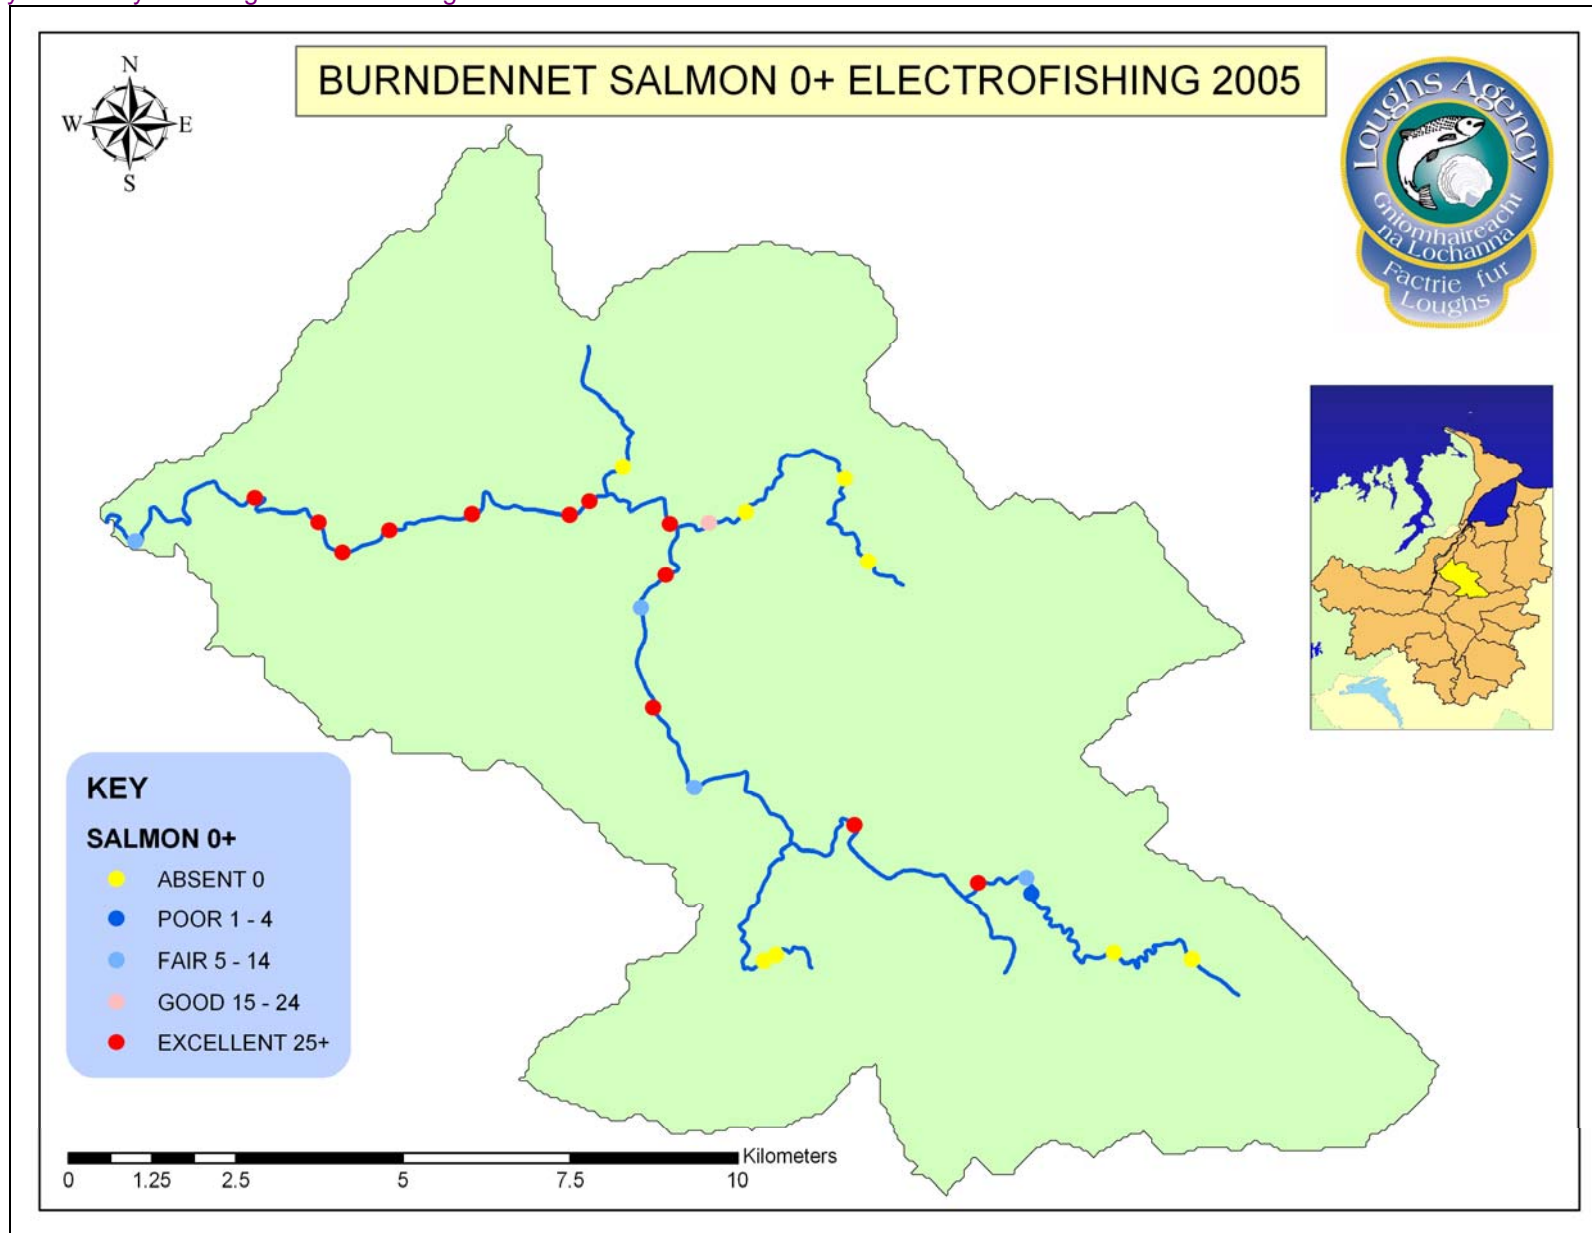 BURNDENNET SALMON 0+ ELECTROFISHING 2005
N
W
E
S
Loughs Agency
Gníomhaireacht
na Lochanna
Factrie fur
Loughs
KEY
SALMON 0+
ABSENT 0
POOR 1 - 4
FAIR 5 - 14
GOOD 15 - 24
EXCELLENT 25+
Kilometers
0 1.25 2.5 5 7.5 10